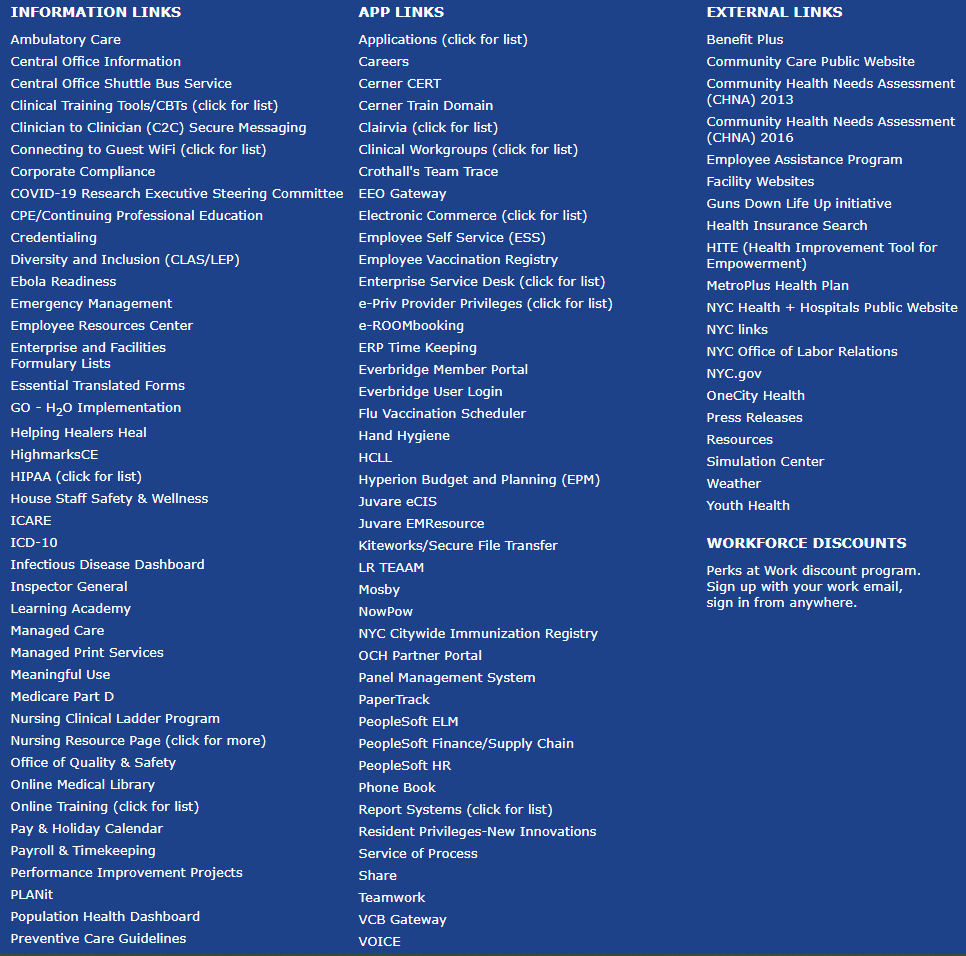 INFORMATION LINKS
Ambulatory Care
Central Office Information
Central Office Shuttle Bus Service
Clinical Training Tools/CBTs (click for list)
Clinician to Clinician (C2C) Secure Messaging
Connecting to Guest WiFi (click for list)
Corporate Compliance
COVID-19 Research Executive Steering Committee
CPE/Continuing Professional Education
Credentialing
Diversity and Inclusion (CLAS/LEP)
Ebola Readiness
Emergency Management
Employee Resources Center
Enterprise and Facilities
Formulary Lists
Essential Translated Forms
GO - H2O Implementation
Helping Healers Heal
HighmarksCE
HIPAA (click for list)
House Staff Safety & Wellness
ICARE
ICD-10
Infectious Disease Dashboard
Inspector General
Learning Academy
Managed Care
Managed Print Services
Meaningful Use
Medicare Part D
Nursing Clinical Ladder Program
Nursing Resource Page (click for more)
Office of Quality & Safety
Online Medical Library
Online Training (click for list)
Pay & Holiday Calendar
Payroll & Timekeeping
Performance Improvement Projects
PLANit
Population Health Dashboard
Preventive Care Guidelines
APP LINKS
Applications (click for list)
Careers
Cerner CERT
Cerner Train Domain
Clairvia (click for list)
Clinical Workgroups (click for list)
Crothall's Team Trace
EEO Gateway
Electronic Commerce (click for list)
Employee Self Service (ESS)
Employee Vaccination Registry
Enterprise Service Desk (click for list)
e-Priv Provider Privileges (click for list)
e-ROOMbooking
ERP Time Keeping
Everbridge Member Portal
Everbridge User Login
Flu Vaccination Scheduler
Hand Hygiene
HCLL
Hyperion Budget and Planning (EPM)
Juvare eCIS
Juvare EMResource
Kiteworks/Secure File Transfer
LR TEAAM
Mosby
NowPow
NYC Citywide Immunization Registry
OCH Partner Portal
Panel Management System
PaperTrack
PeopleSoft ELM
PeopleSoft Finance/Supply Chain
PeopleSoft HR
Phone Book
Report Systems (click for list)
Resident Privileges-New Innovations
Service of Process
Share
Teamwork
VCB Gateway
VOICE
EXTERNAL LINKS
Benefit Plus
Community Care Public Website
Community Health Needs Assessment
(CHNA) 2013
Community Health Needs Assessment
(CHNA) 2016
Employee Assistance Program
Facility Websites
Guns Down Life Up initiative
Health Insurance Search
HITE (Health Improvement Tool for
Empowerment)
MetroPlus Health Plan
NYC Health + Hospitals Public Website
NYC links
NYC Office of Labor Relations
NYC.gov
OneCity Health
Press Releases
Resources
Simulation Center
Weather
Youth Health
WORKFORCE DISCOUNTS
Perks at Work discount program.
Sign up with your work email,
sign in from anywhere.